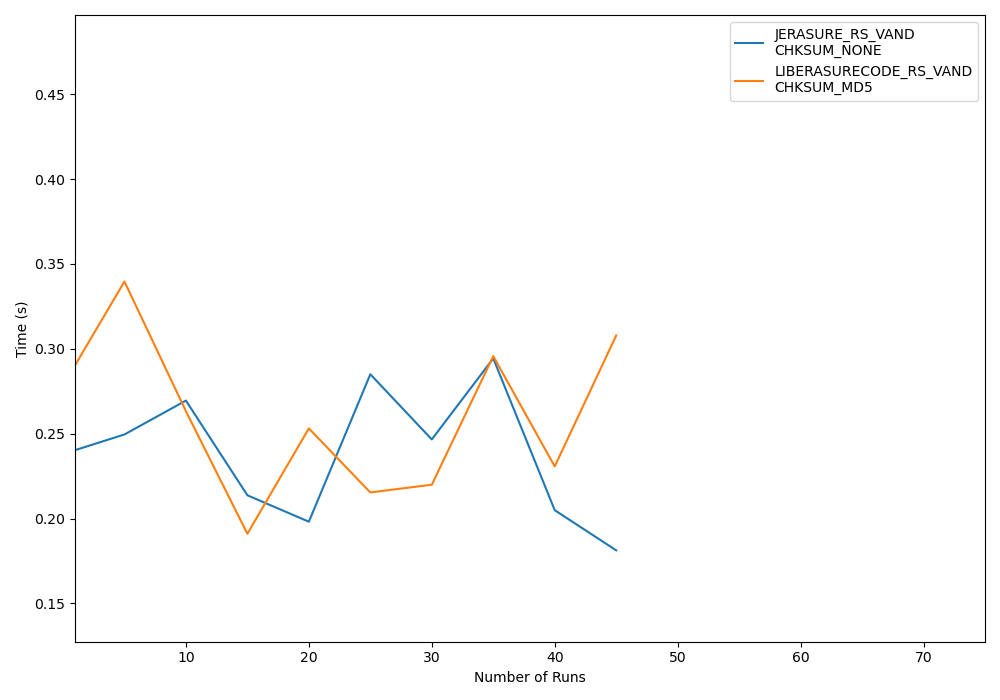 JERASURE_RS_VAND
CHKSUM_NONE
LIBERASURECODE_RS_VAND
CHKSUM_MD5
0.45
0.40
0.35
0.30
0.25
0.20
0.15
Time (s)
10 20 30 40 50 60 70
Number of Runs